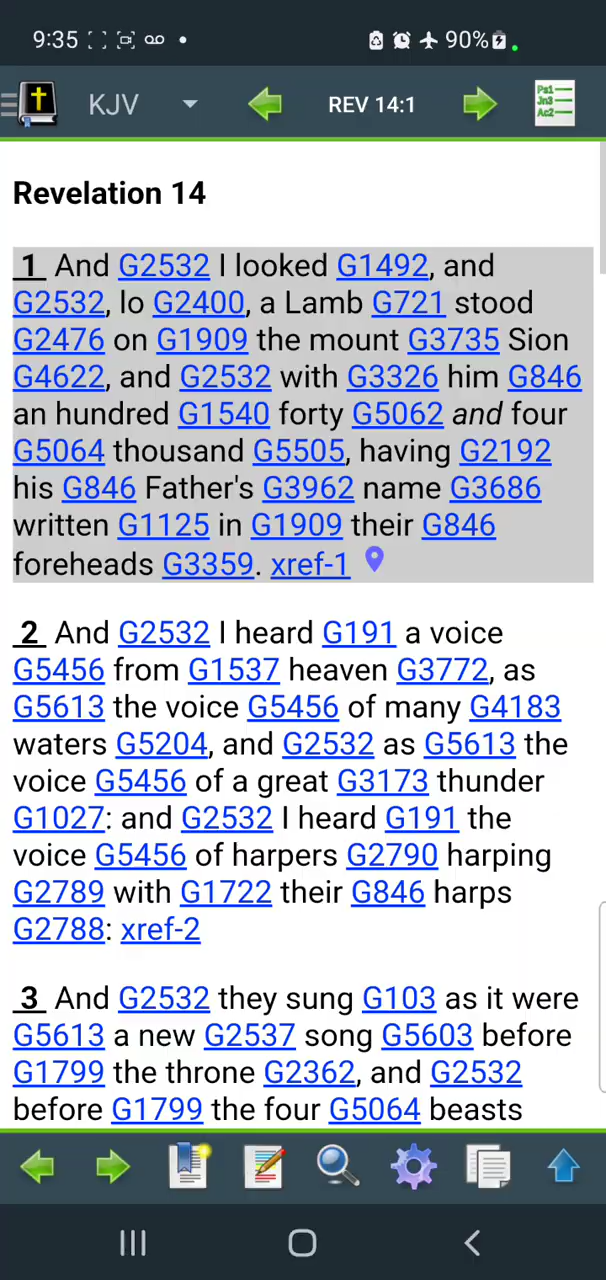 9:35
90%
KJV
REV 14:1
Ps1
Jn3
Ac2
Revelation 14
1 And G2532 I looked G1492, and
G2532, lo G2400, a Lamb G721 stood
G2476 on G1909 the mount G3735 Sion
G4622, and G2532 with G3326 him G846
an hundred G1540 forty G5062 and four
G5064 thousand G5505, having G2192
his G846 Father's G3962 name G3686
written G1125 in G1909 their G846
foreheads G3359. xref-1
2 And G2532 I heard G191 a voice
G5456 from G1537 heaven G3772, as
G5613 the voice G5456 of many G4183
waters G5204, and G2532 as G5613 the
voice G5456 of a great G3173 thunder
G1027: and G2532 I heard G191 the
voice G5456 of harpers G2790 harping
G2789 with G1722 their G846 harps
G2788: xref-2
3 And G2532 they sung G103 as it were
G5613 a new G2537 song G5603 before
G1799 the throne G2362, and G2532
before G1799 the four G5064 beasts